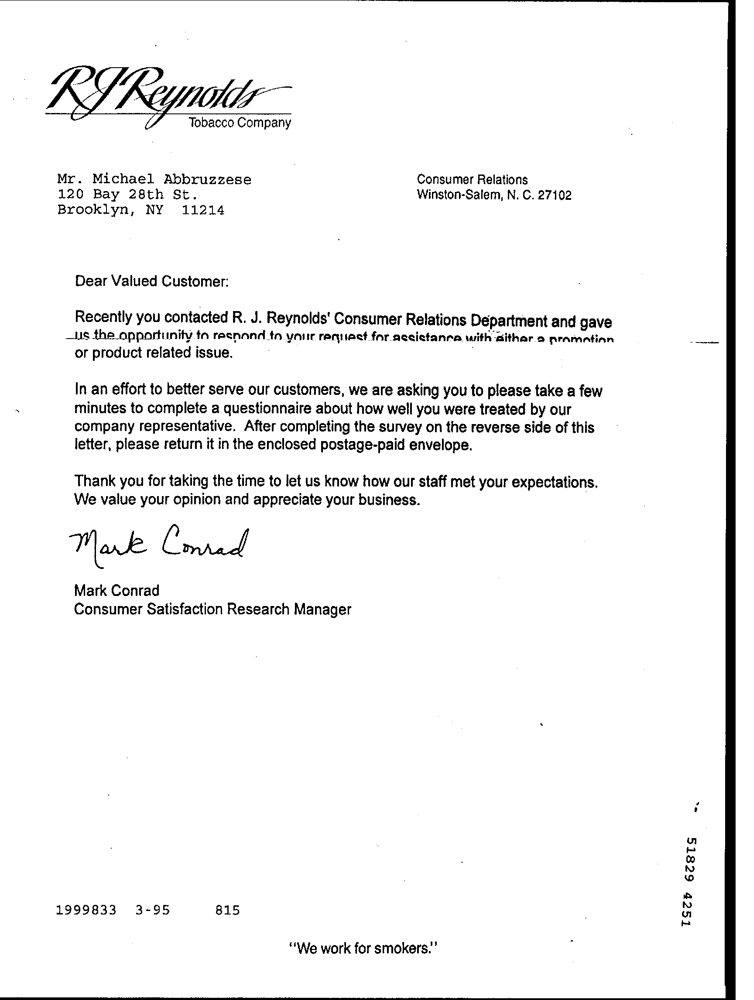 RJReynolds
Tobacco Company
Mr. Michael Abbruzzese
120 Bay 28th St.
Brooklyn, NY 11214
Consumer Relations
Winston-Salem, N. C. 27102
Dear Valued Customer:
Recently you contacted R. J. Reynolds' Consumer Relations Department and gave
us the opportunity to respond to your request for assistance with either a promotion
or product related issue.
In an effort to better serve our customers, we are asking you to please take a few
minutes to complete a questionnaire about how well you were treated by our
company representative. After completing the survey on the reverse side of this
letter, please return it in the enclosed postage-paid envelope.
Thank you for taking the time to let us know how our staff met your expectations.
We value your opinion and appreciate your business.
Mark Conrad
Mark Conrad
Consumer Satisfaction Research Manager
51829 4251
1999833 3-95 815
"We work for smokers."